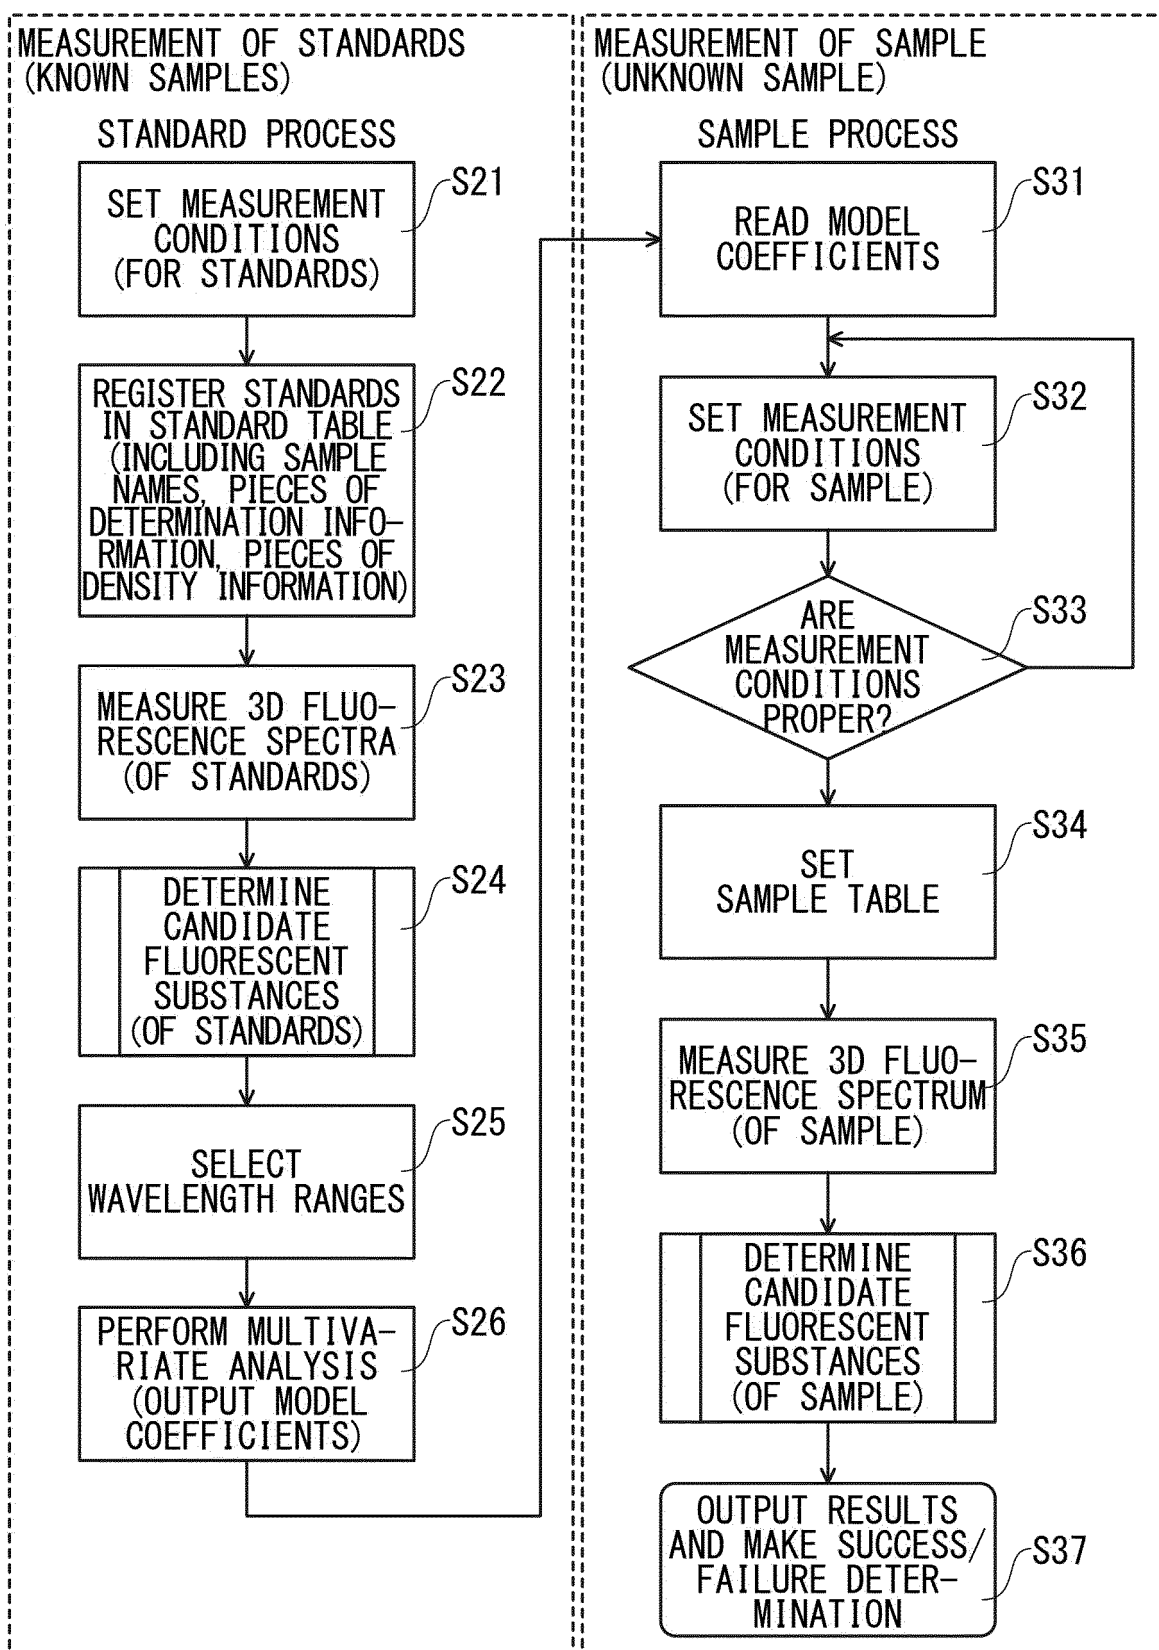 MEASUREMENT OF STANDARDS
(KNOWN SAMPLES)
STANDARD PROCESS
S21
SET MEASUREMENT
CONDITIONS
(FOR STANDARDS)
S22
REGISTER STANDARDS
IN STANDARD TABLE
(INCLUDING SAMPLE
NAMES, PIECES OF
DETERMINATION INFO-
RMATION, PIECES OF
DENSITY INFORMATION)
S23
MEASURE 3D FLUO-
RESCENCE SPECTRA
(OF STANDARDS)
S24
DETERMINE
CANDIDATE
FLUORESCENT
SUBSTANCES
(OF STANDARDS)
S25
SELECT
WAVELENGTH RANGES
S26
PERFORM MULTIVA-
RIATE ANALYSIS
(OUTPUT MODEL
COEFFICIENTS)
MEASUREMENT OF SAMPLE
(UNKNOWN SAMPLE)
SAMPLE PROCESS
S31
READ MODEL
COEFFICIENTS
S32
SET MEASUREMENT
CONDITIONS
(FOR SAMPLE)
S33
ARE
MEASUREMENT
CONDITIONS
PROPER?
S34
SET
SAMPLE TABLE
S35
MEASURE 3D FLUO-
RESCENCE SPECTRUM
(OF SAMPLE)
S36
DETERMINE
CANDIDATE
FLUORESCENT
SUBSTANCES
(OF SAMPLE)
S37
OUTPUT RESULTS
AND MAKE SUCCESS/
FAILURE DETER-
MINATION